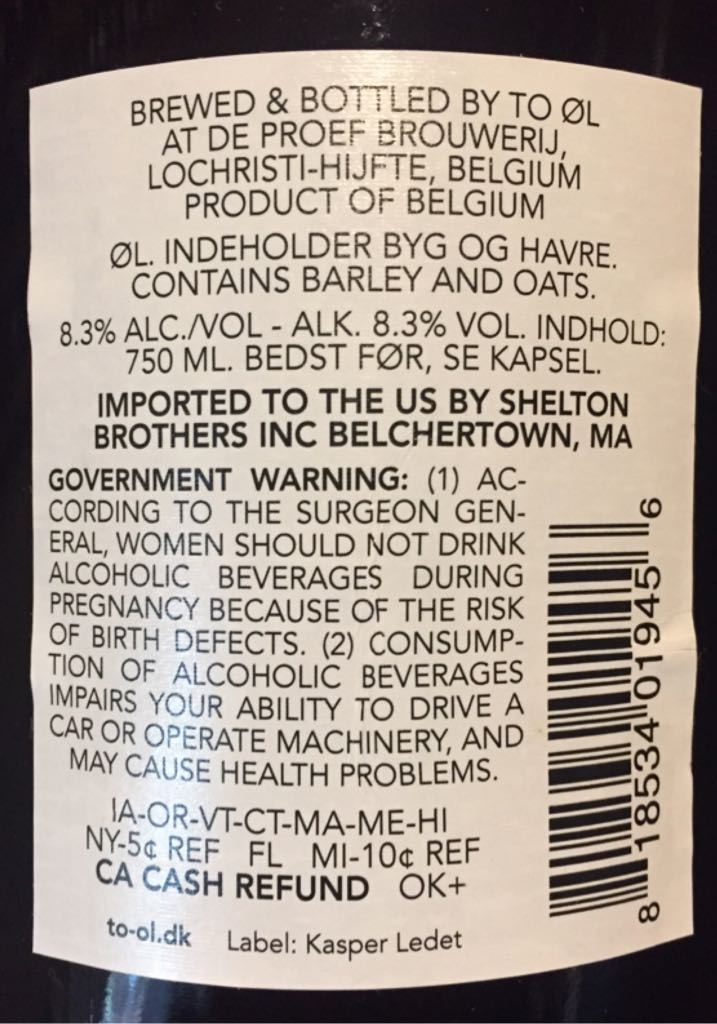 BREWED & BOTTLED BY TO ØL
AT DE PROEF BROUWERIJ,
LOCHRISTI-HIJFTE, BELGIUM
PRODUCT OF BELGIUM
ØL. INDEHOLDER BYG OG HAVRE.
CONTAINS BARLEY AND OATS.
8.3% ALC./VOL - ALK. 8.3% VOL. INDHOLD:
750 ML. BEDST FØR, SE KAPSEL.
IMPORTED TO THE US BY SHELTON
BROTHERS INC BELCHERTOWN, MA
GOVERNMENT WARNING: (1) AC-
CORDING TO THE SURGEON GEN-
ERAL, WOMEN SHOULD NOT DRINK
ALCOHOLIC BEVERAGES DURING
PREGNANCY BECAUSE OF THE RISK
OF BIRTH DEFECTS. (2) CONSUMP-
TION OF ALCOHOLIC BEVERAGES
IMPAIRS YOUR ABILITY TO DRIVE A
CAR OR OPERATE MACHINERY, AND
MAY CAUSE HEALTH PROBLEMS.
IA-OR-VT-CT-MA-ME-HI
NY-5¢ REF FL MI-10¢ REF
CA CASH REFUND OK+
to-ol.dk Label: Kasper Ledet
8 18534 01945 6